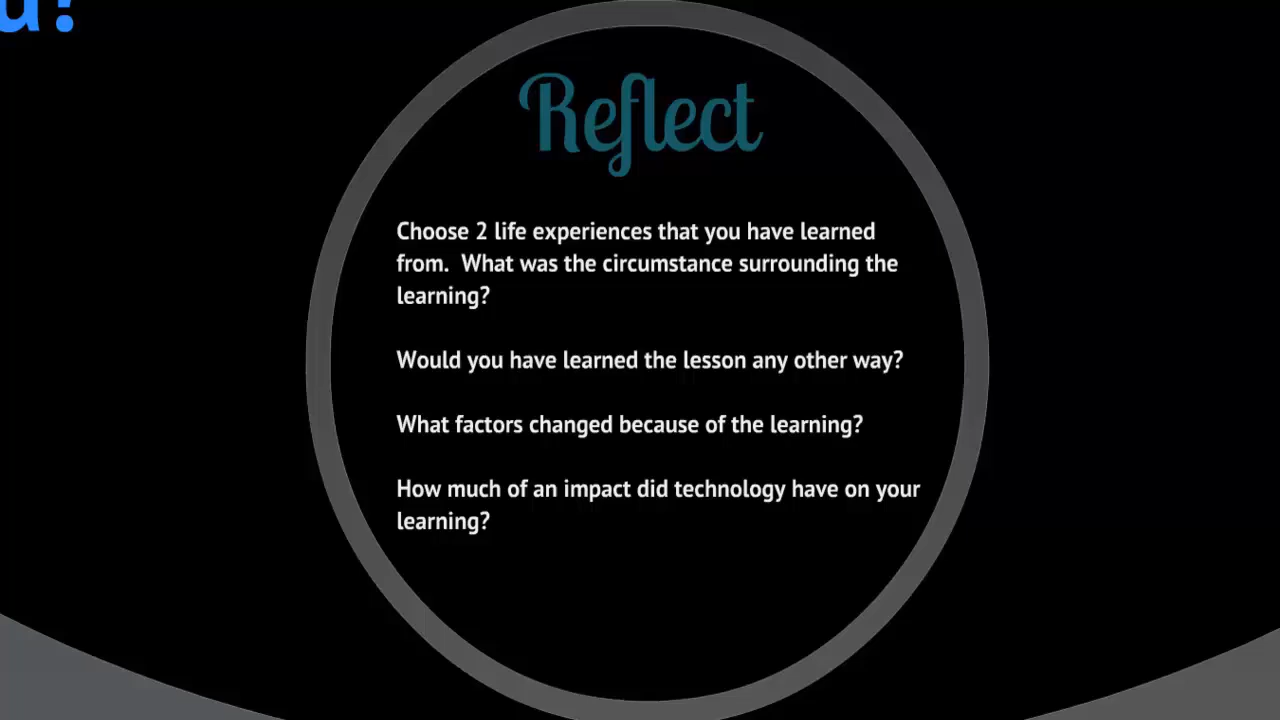 Reflect
Choose 2 life experiences that you have learned
from.  What was the circumstance surrounding the
learning?
Would you have learned the lesson any other way?
What factors changed because of the learning?
How much of an impact did technology have on your
learning?